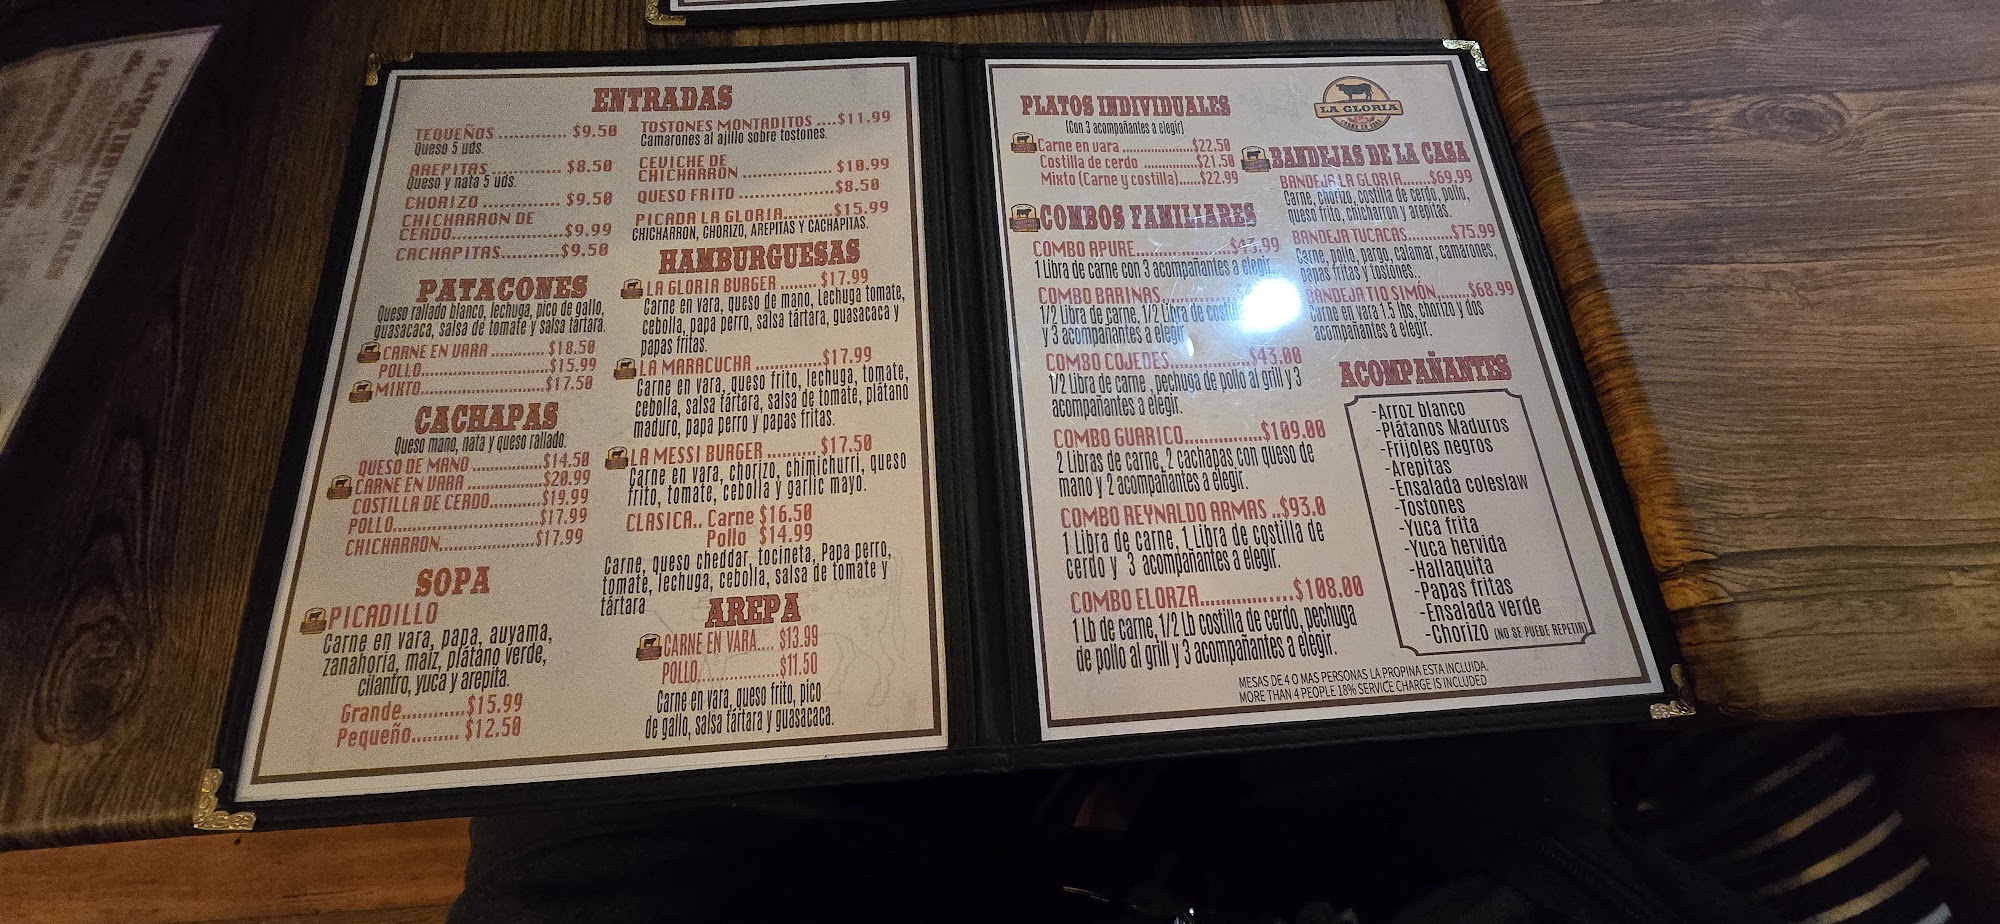 ENTRADAS
TEQUEÑOS ............. $9.50
Queso 5 uds.
AREPITAS ............. $8.50
Queso y nata 5 uds.
CHORIZO ................ $9.50
CHICHARRON DE
CERDO.....................$9.99
CACHAPITAS...........$9.50
TOSTONES MONTADITOS ....$11.99
Camarones al ajillo sobre tostones.
CEVICHE DE
CHICHARRÓN ................ $10.99
QUESO FRITO ................$8.50
PICADA LA GLORIA.........$15.99
CHICHARRON, CHORIZO, AREPITAS Y CACHAPITAS.
PATACONES
Queso rallado blanco, lechuga, pico de gallo,
guasacaca, salsa de tomate y salsa tártara.
CARNE EN VARA ........... $18.50
POLLO..........................$15.99
MIXTO.........................$17.50
CACHAPAS
Queso mano, nata y queso rallado.
QUESO DE MANO ..............$14.50
CARNE EN VARA ...............$20.99
COSTILLA DE CERDO..........$19.99
POLLO............................$17.99
CHICHARRON...................$17.99
SOPA
PICADILLO
Carne en vara, papa, auyama,
zanahoria, maiz, plátano verde,
cilantro, yuca y arepita.
Grande............$15.99
Pequeño......... $12.50
HAMBURGUESAS
LA GLORIA BURGER ........ $17.99
Carne en vara, queso de mano, Lechuga tomate,
cebolla, papa perro, salsa tártara, guasacaca y
papas fritas.
LA MARACUCHA ...............$17.99
Carne en vara, queso frito, lechuga, tomate,
cebolla, salsa tártara, salsa de tomate, plátano
maduro, papa perro y papas fritas.
LA MESSI BURGER .......... $17.50
Carne en vara, chorizo, chimichurri, queso
frito, tomate, cebolla y garlic mayo.
CLASICA.. Carne $16.50
Pollo $14.99
Carne, queso cheddar, tocineta, Papa perro,
tomate, lechuga, cebolla, salsa de tomate y
tártara
AREPA
CARNE EN VARA.... $13.99
POLLO..................$11.50
Carne en vara, queso frito, pico
de gallo, salsa tártara y guasacaca.
PLATOS INDIVIDUALES
(Con 3 acompañantes a elegir)
Carne en vara ..................$22.50
Costilla de cerdo ..............$21.50
Mixto (Carne y costilla)......$22.99
COMBOS FAMILIARES
COMBO APURE..................
1 Libra de carne con 3 acompañantes a elegir.
COMBO BARINAS..............
1/2 Libra de carne, 1/2 Libra de
y 3 acompañantes a elegir.
COMBO COJEDES...............$43.00
1/2 Libra de carne , pechuga de pollo al grill y 3
acompañantes a elegir.
COMBO GUARICO................$109.00
2 Libras de carne, 2 cachapas con queso de
mano y 2 acompañantes a elegir.
COMBO REYNALDO ARMAS ..$93.0
1 Libra de carne, 1 Libra de costilla de
cerdo y 3 acompañantes a elegir.
COMBO ELORZA................$108.00
1 Lb de carne, 1/2 Lb costilla de cerdo, pechuga
de pollo al grill y 3 acompañantes a elegir.
LA GLORIA
CARNE EN VARA
BANDEJAS DE LA CASA
BANDEJA LA GLORIA.......$69.99
Carne, chorizo, costilla de cerdo, pollo,
queso frito, chicharron y arepitas.
BANDEJA TUCACAS...........$75.99
Carne, pollo, pargo, calamar, camarones,
papas fritas y tostones..
BANDEJA TIO SIMÓN........$68.99
Carne en vara 1.5 lbs, chorizo y dos
acompañantes a elegir.
ACOMPAÑANTES
-Arroz blanco
-Plátanos Maduros
-Frijoles negros
-Arepitas
-Ensalada coleslaw
-Tostones
-Yuca frita
-Yuca hervida
-Hallaquita
-Papas fritas
-Ensalada verde
-Chorizo (NO SE PUEDE REPETIR)
MESAS DE 4 O MAS PERSONAS LA PROPINA ESTA INCLUIDA.
MORE THAN 4 PEOPLE 18% SERVICE CHARGE IS INCLUDED